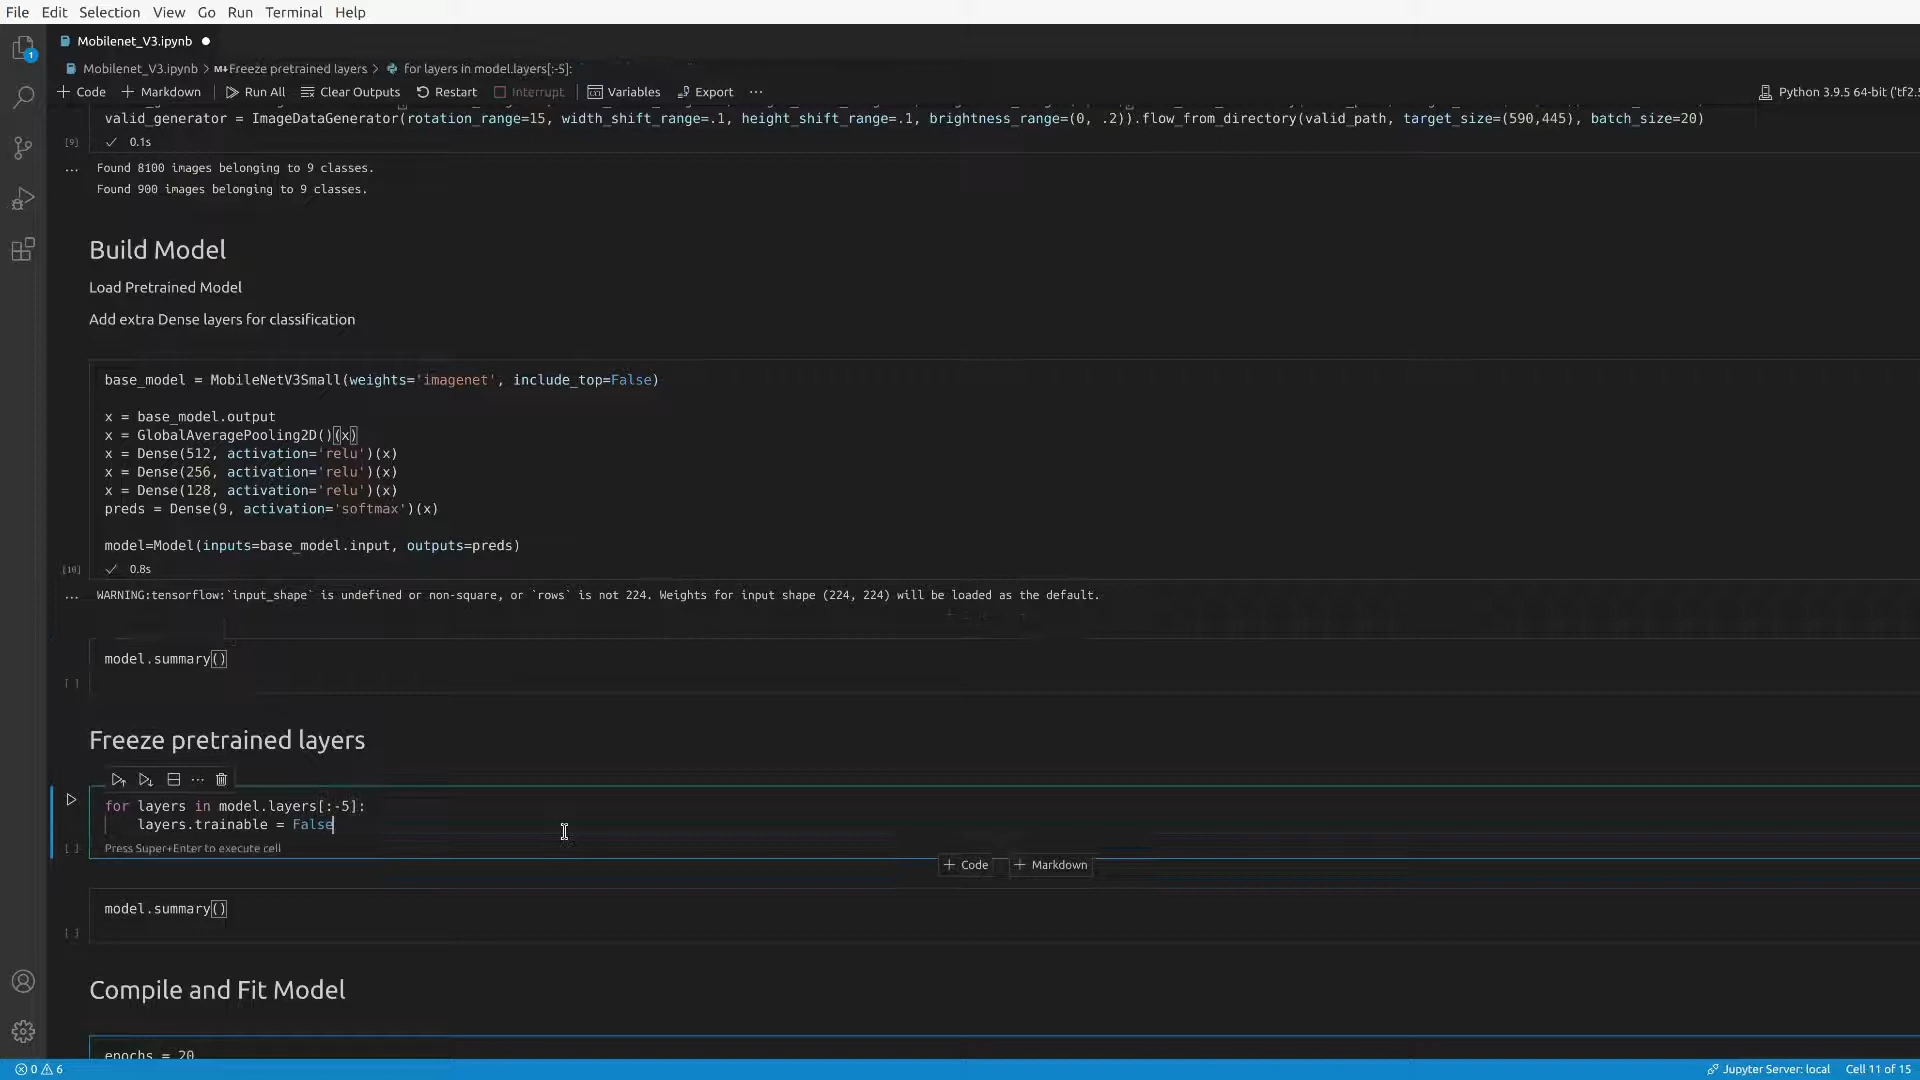 File Edit Selection View Go Run Terminal Help
Mobilenet_V3.ipynb
1
Mobilenet_V3.ipynb > M↓Freeze pretrained layers > for layers in model.layers[:-5]:
+ Code + Markdown Run All Clear Outputs Restart Interrupt Variables Export ... Python 3.9.5 64-bit ('tf2.5
valid_generator = ImageDataGenerator(rotation_range=15, width_shift_range=.1, height_shift_range=.1, brightness_range=(0, .2)).flow_from_directory(valid_path, target_size=(590,445), batch_size=20)
[9] ✓ 0.1s
... Found 8100 images belonging to 9 classes.
Found 900 images belonging to 9 classes.
Build Model
Load Pretrained Model
Add extra Dense layers for classification
base_model = MobileNetV3Small(weights='imagenet', include_top=False)
x = base_model.output
x = GlobalAveragePooling2D()(x)
x = Dense(512, activation='relu')(x)
x = Dense(256, activation='relu')(x)
x = Dense(128, activation='relu')(x)
preds = Dense(9, activation='softmax')(x)
model=Model(inputs=base_model.input, outputs=preds)
[10] ✓ 0.8s
... WARNING:tensorflow:`input_shape` is undefined or non-square, or `rows` is not 224. Weights for input shape (224, 224) will be loaded as the default.
model.summary()
[ ]
Freeze pretrained layers
...
for layers in model.layers[:-5]:
layers.trainable = False
[ ] Press Super+Enter to execute cell
+ Code + Markdown
model.summary()
[ ]
Compile and Fit Model
epochs = 20
0 6 Jupyter Server: local Cell 11 of 15